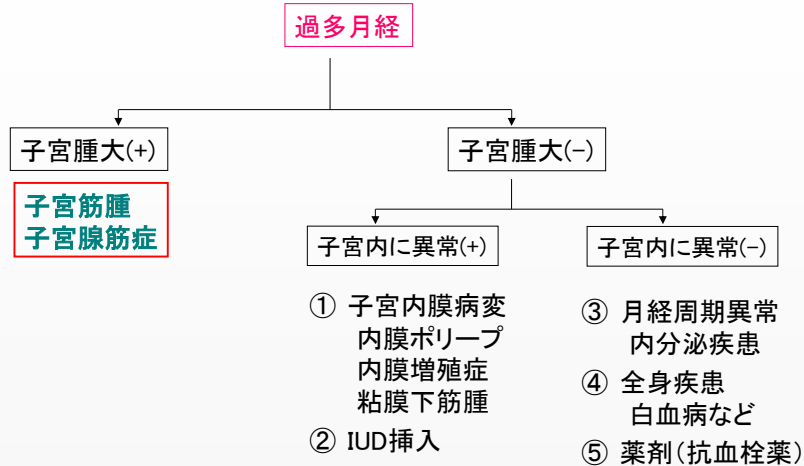 過多月経
子宮腫大(+)
子宮腫大(-)
子宮筋腫
子宮腺筋症
子宮内に異常(+)
子宮内に異常(-)
① 子宮内膜病変
内膜ポリープ
内膜増殖症
粘膜下筋腫
② IUD挿入
③ 月経周期異常
内分泌疾患
④ 全身疾患
白血病など
⑤ 薬剤(抗血栓薬)